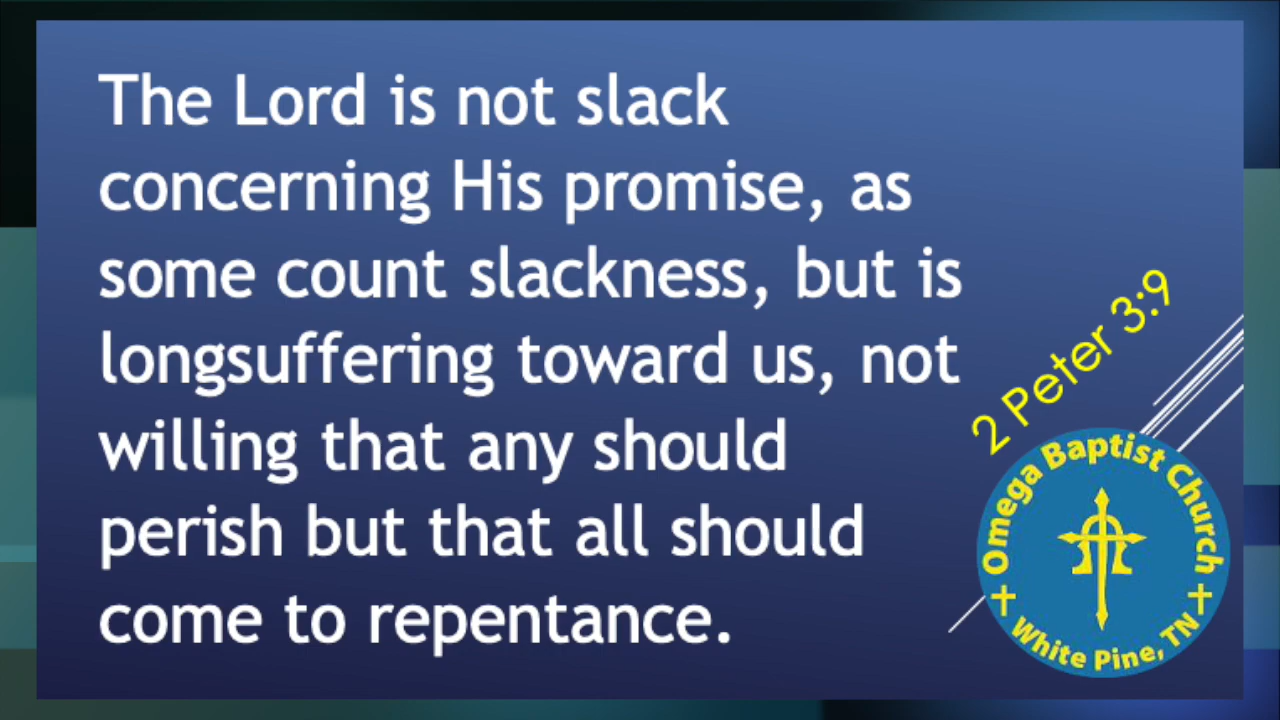 The Lord is not slack
concerning His promise, as
some count slackness, but is
longsuffering toward us, not
willing that any should
perish but that all should
come to repentance.
2 Peter 3:9
Omega Baptist Church
White Pine, TN